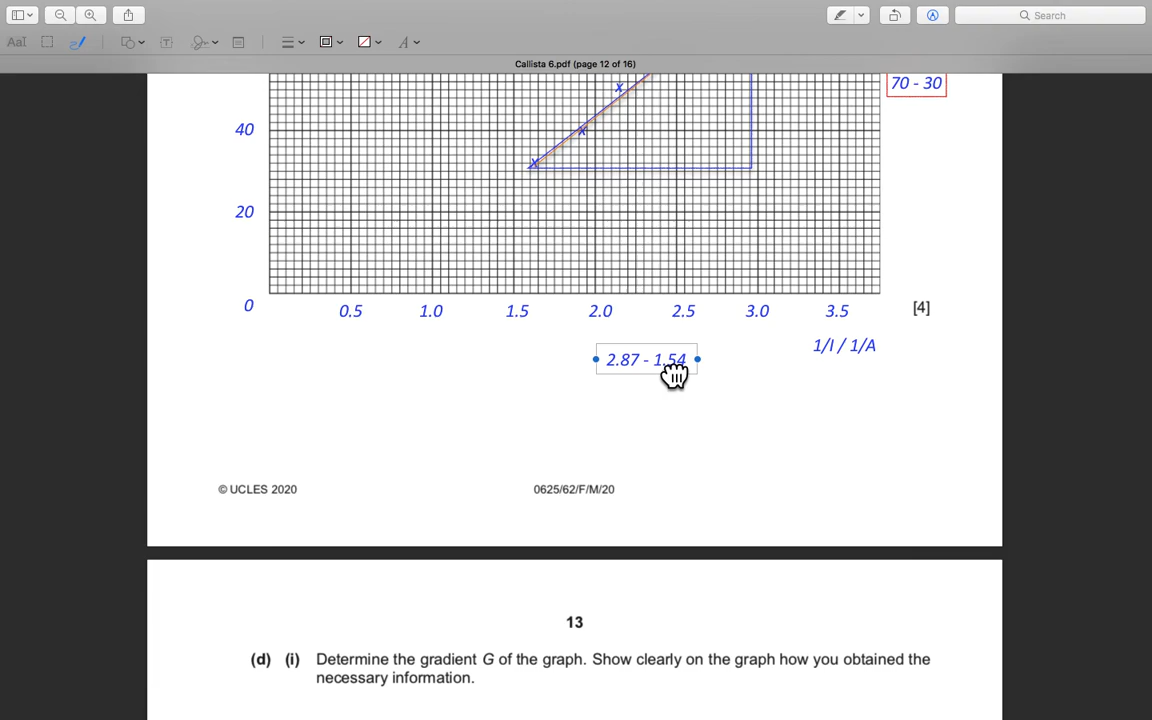 Search
AaI
T
A
Callista 6.pdf (page 12 of 16)
70 - 30
x
40
x
x
20
0
0.5 1.0 1.5 2.0 2.5 3.0 3.5
[4]
1/I / 1/A
2.87 - 1.54
© UCLES 2020 0625/62/F/M/20
13
(d) (i) Determine the gradient G of the graph. Show clearly on the graph how you obtained the
necessary information.